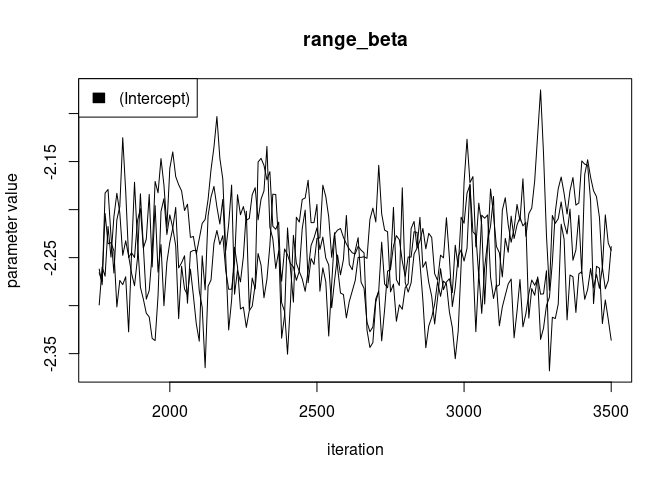 range_beta
(Intercept)
parameter value
-2.15
-2.25
-2.35
2000 2500 3000 3500
iteration